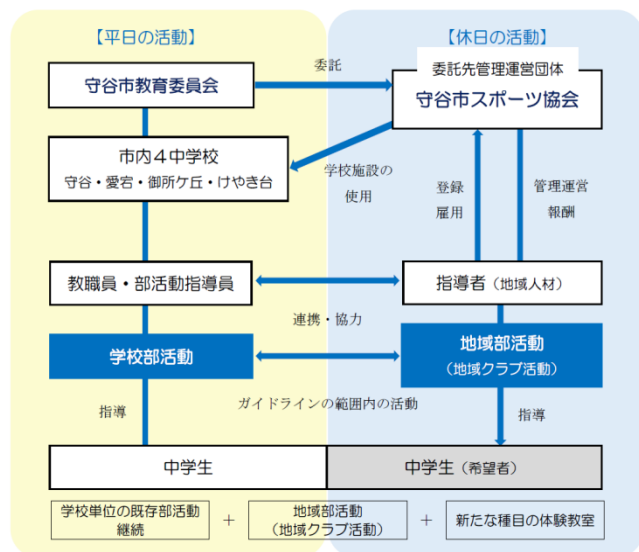 【平日の活動】
【休日の活動】
守谷市教育委員会
委託
委託先管理運営団体
守谷市スポーツ協会
市内4中学校
守谷・愛宕・御所ケ丘・けやき台
学校施設の
使用
登録
雇用
管理運営
報酬
教職員・部活動指導員
指導者（地域人材）
連携・協力
学校部活動
地域部活動
（地域クラブ活動）
ガイドラインの範囲内の活動
指導
指導
中学生
中学生（希望者）
学校単位の既存部活動
継続
+
地域部活動
（地域クラブ活動）
+
新たな種目の体験教室